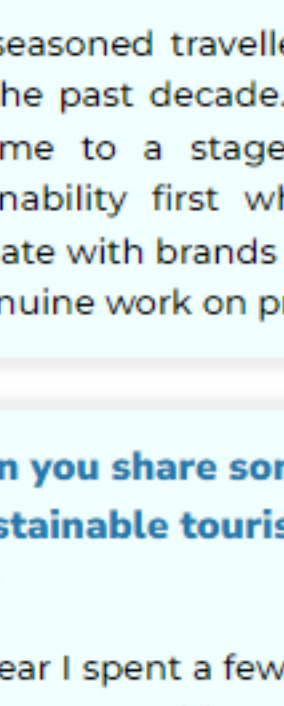 seasoned travelle
he past decade.
me to a stage
nability first wh
ate with brands
nuine work on pr
n you share son
stainable touris
ear I spent a few